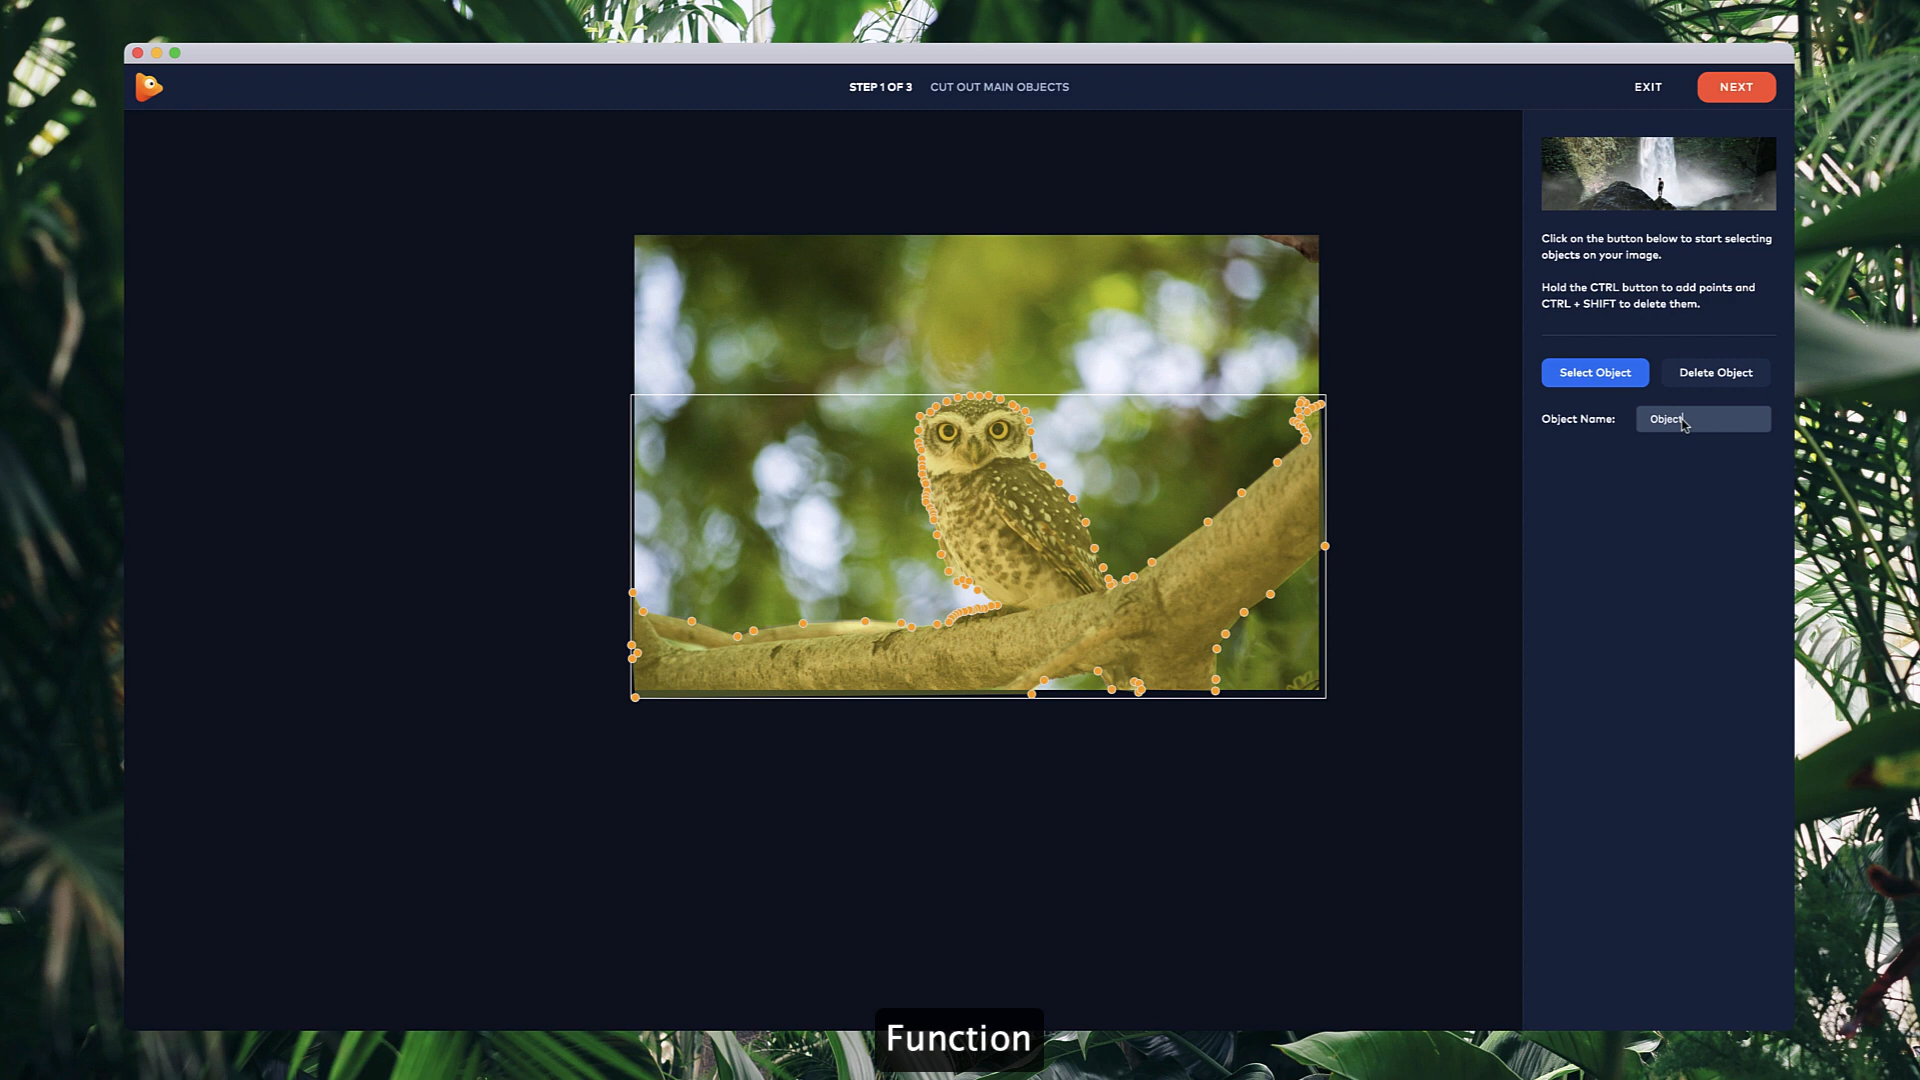 STEP 1 OF 3 CUT OUT MAIN OBJECTS
EXIT
NEXT
Click on the button below to start selecting
objects on your image.
Hold the CTRL button to add points and
CTRL + SHIFT to delete them.
Select Object
Delete Object
Object Name:
Object
Function